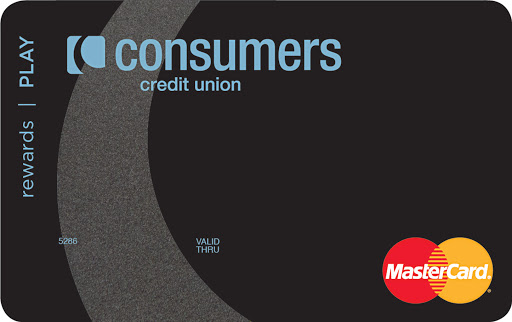 rewards | PLAY
consumers
credit union
5286
VALID
THRU
MasterCard.